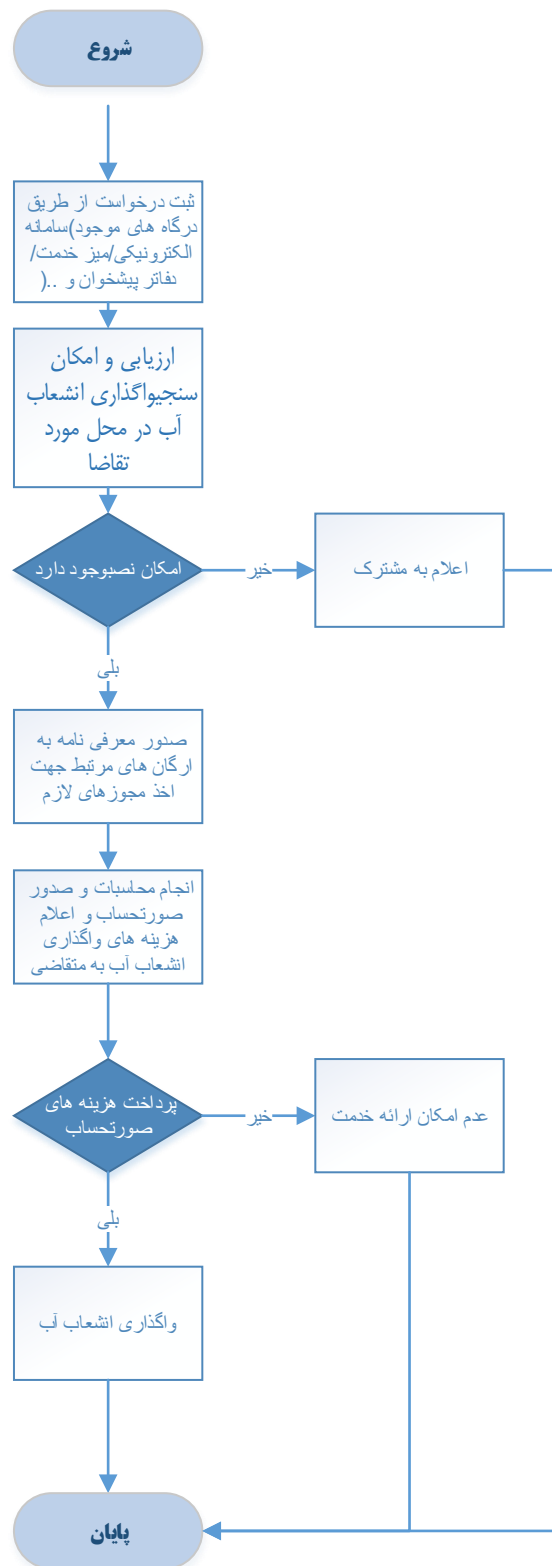 شروع
ثبت درخواست از طریق
درگاه های موجود)سامانه
الکترونیکی/میز خدمت/
دفاتر پیشخوان و ..(
ارزیابی و امکان
سنجیواگذاری انشعاب
آب در محل مورد
تقاضا
امکان نصبوجود دارد
خیر
اعلام به مشترک
بلی
صدور معرفی نامه به
ارگان های مرتبط جهت
اخذ مجوزهای لازم
انجام محاسبات و صدور
صورتحساب و اعلام
هزینه های واگذاری
انشعاب آب به متقاضی
پرداخت هزینه های
صورتحساب
خیر
عدم امکان ارائه خدمت
بلی
واگذاری انشعاب آب
پایان